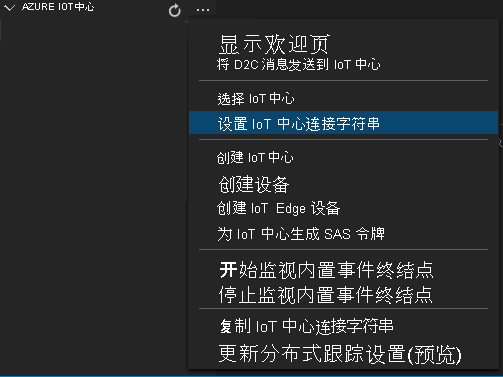 AZURE IOT中心
...
显示欢迎页
将 D2C 消息发送到 IoT 中心
选择 IoT 中心
设置 IoT 中心连接字符串
创建 IoT 中心
创建设备
创建 IoT Edge 设备
为 IoT 中心生成 SAS 令牌
开始监视内置事件终结点
停止监视内置事件终结点
复制 IoT 中心连接字符串
更新分布式跟踪设置(预览)